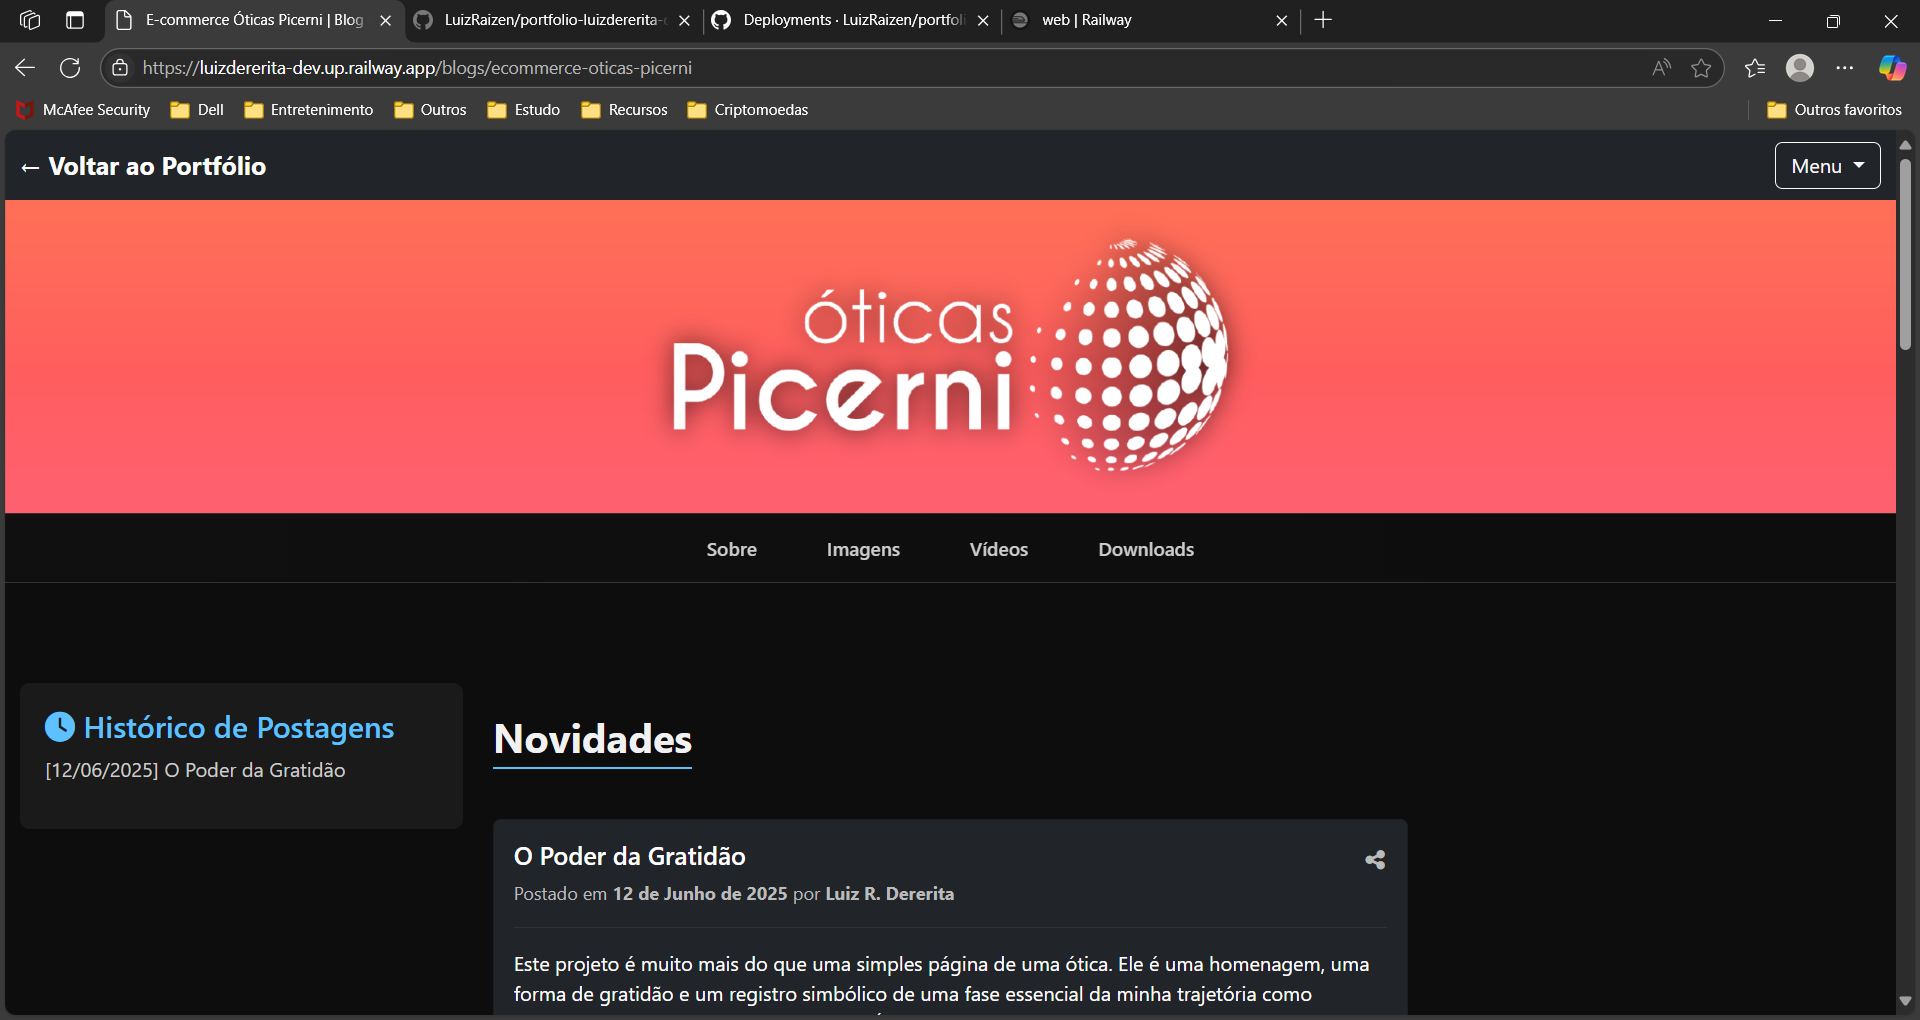 E-commerce Óticas Picerni | Blog
LuizRaizen/portfolio-luizdererita-
Deployments · LuizRaizen/portfoli
web | Railway
https://luizdererita-dev.up.railway.app/blogs/ecommerce-oticas-picerni
McAfee Security
Dell
Entretenimento
Outros
Estudo
Recursos
Criptomoedas
Outros favoritos
← Voltar ao Portfólio
Menu
óticas
Picerni
Sobre
Imagens
Vídeos
Downloads
Histórico de Postagens
[12/06/2025] O Poder da Gratidão
Novidades
O Poder da Gratidão
Postado em 12 de Junho de 2025 por Luiz R. Dererita
Este projeto é muito mais do que uma simples página de uma ótica. Ele é uma homenagem, uma
forma de gratidão e um registro simbólico de uma fase essencial da minha trajetória como